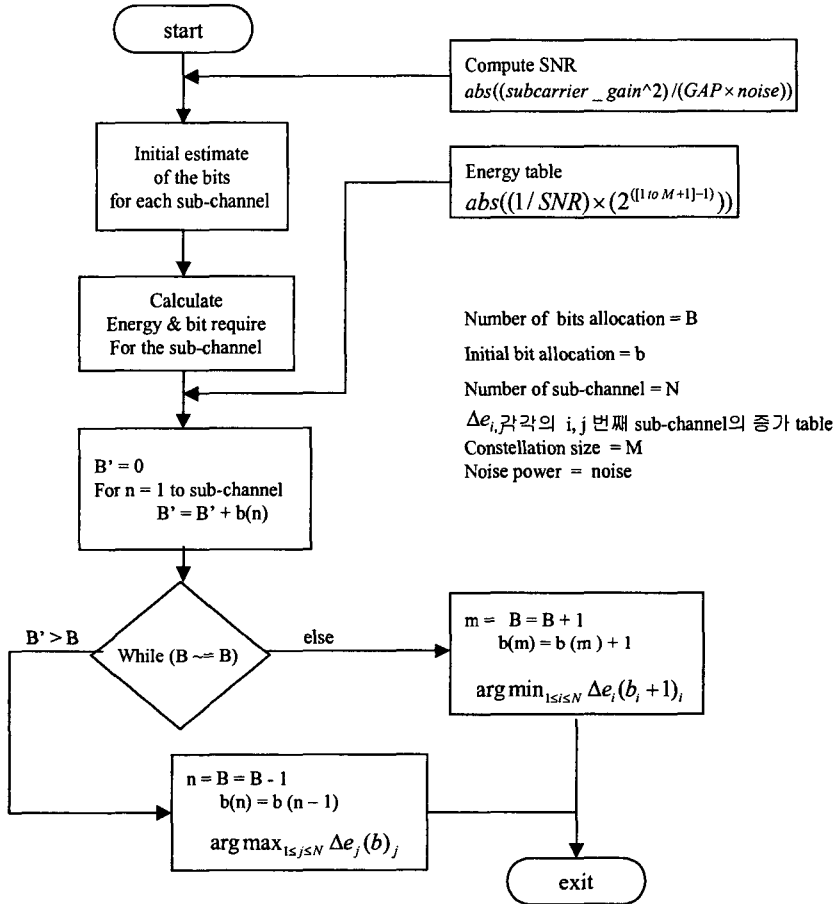 start
Compute SNR
abs((subcarrier _ gain^2)/(GAP × noise))
Initial estimate
of the bits
for each sub-channel
Energy table
abs((1/ SNR) × (2^([1 to M+1]-1)))
Calculate
Energy & bit require
For the sub-channel
Number of bits allocation = B
Initial bit allocation = b
Number of sub-channel = N
Δe_i,각각의 i, j 번째 sub-channel의 증가 table
Constellation size = M
Noise power = noise
B' = 0
For n = 1 to sub-channel
B' = B' + b(n)
B' > B
While (B ~= B)
else
m = B = B + 1
b(m) = b (m ) + 1
arg min_{1≤i≤N} Δe_i(b_i +1)_i
n = B = B - 1
b(n) = b (n – 1)
arg max_{1≤j≤N} Δe_j(b)_j
exit